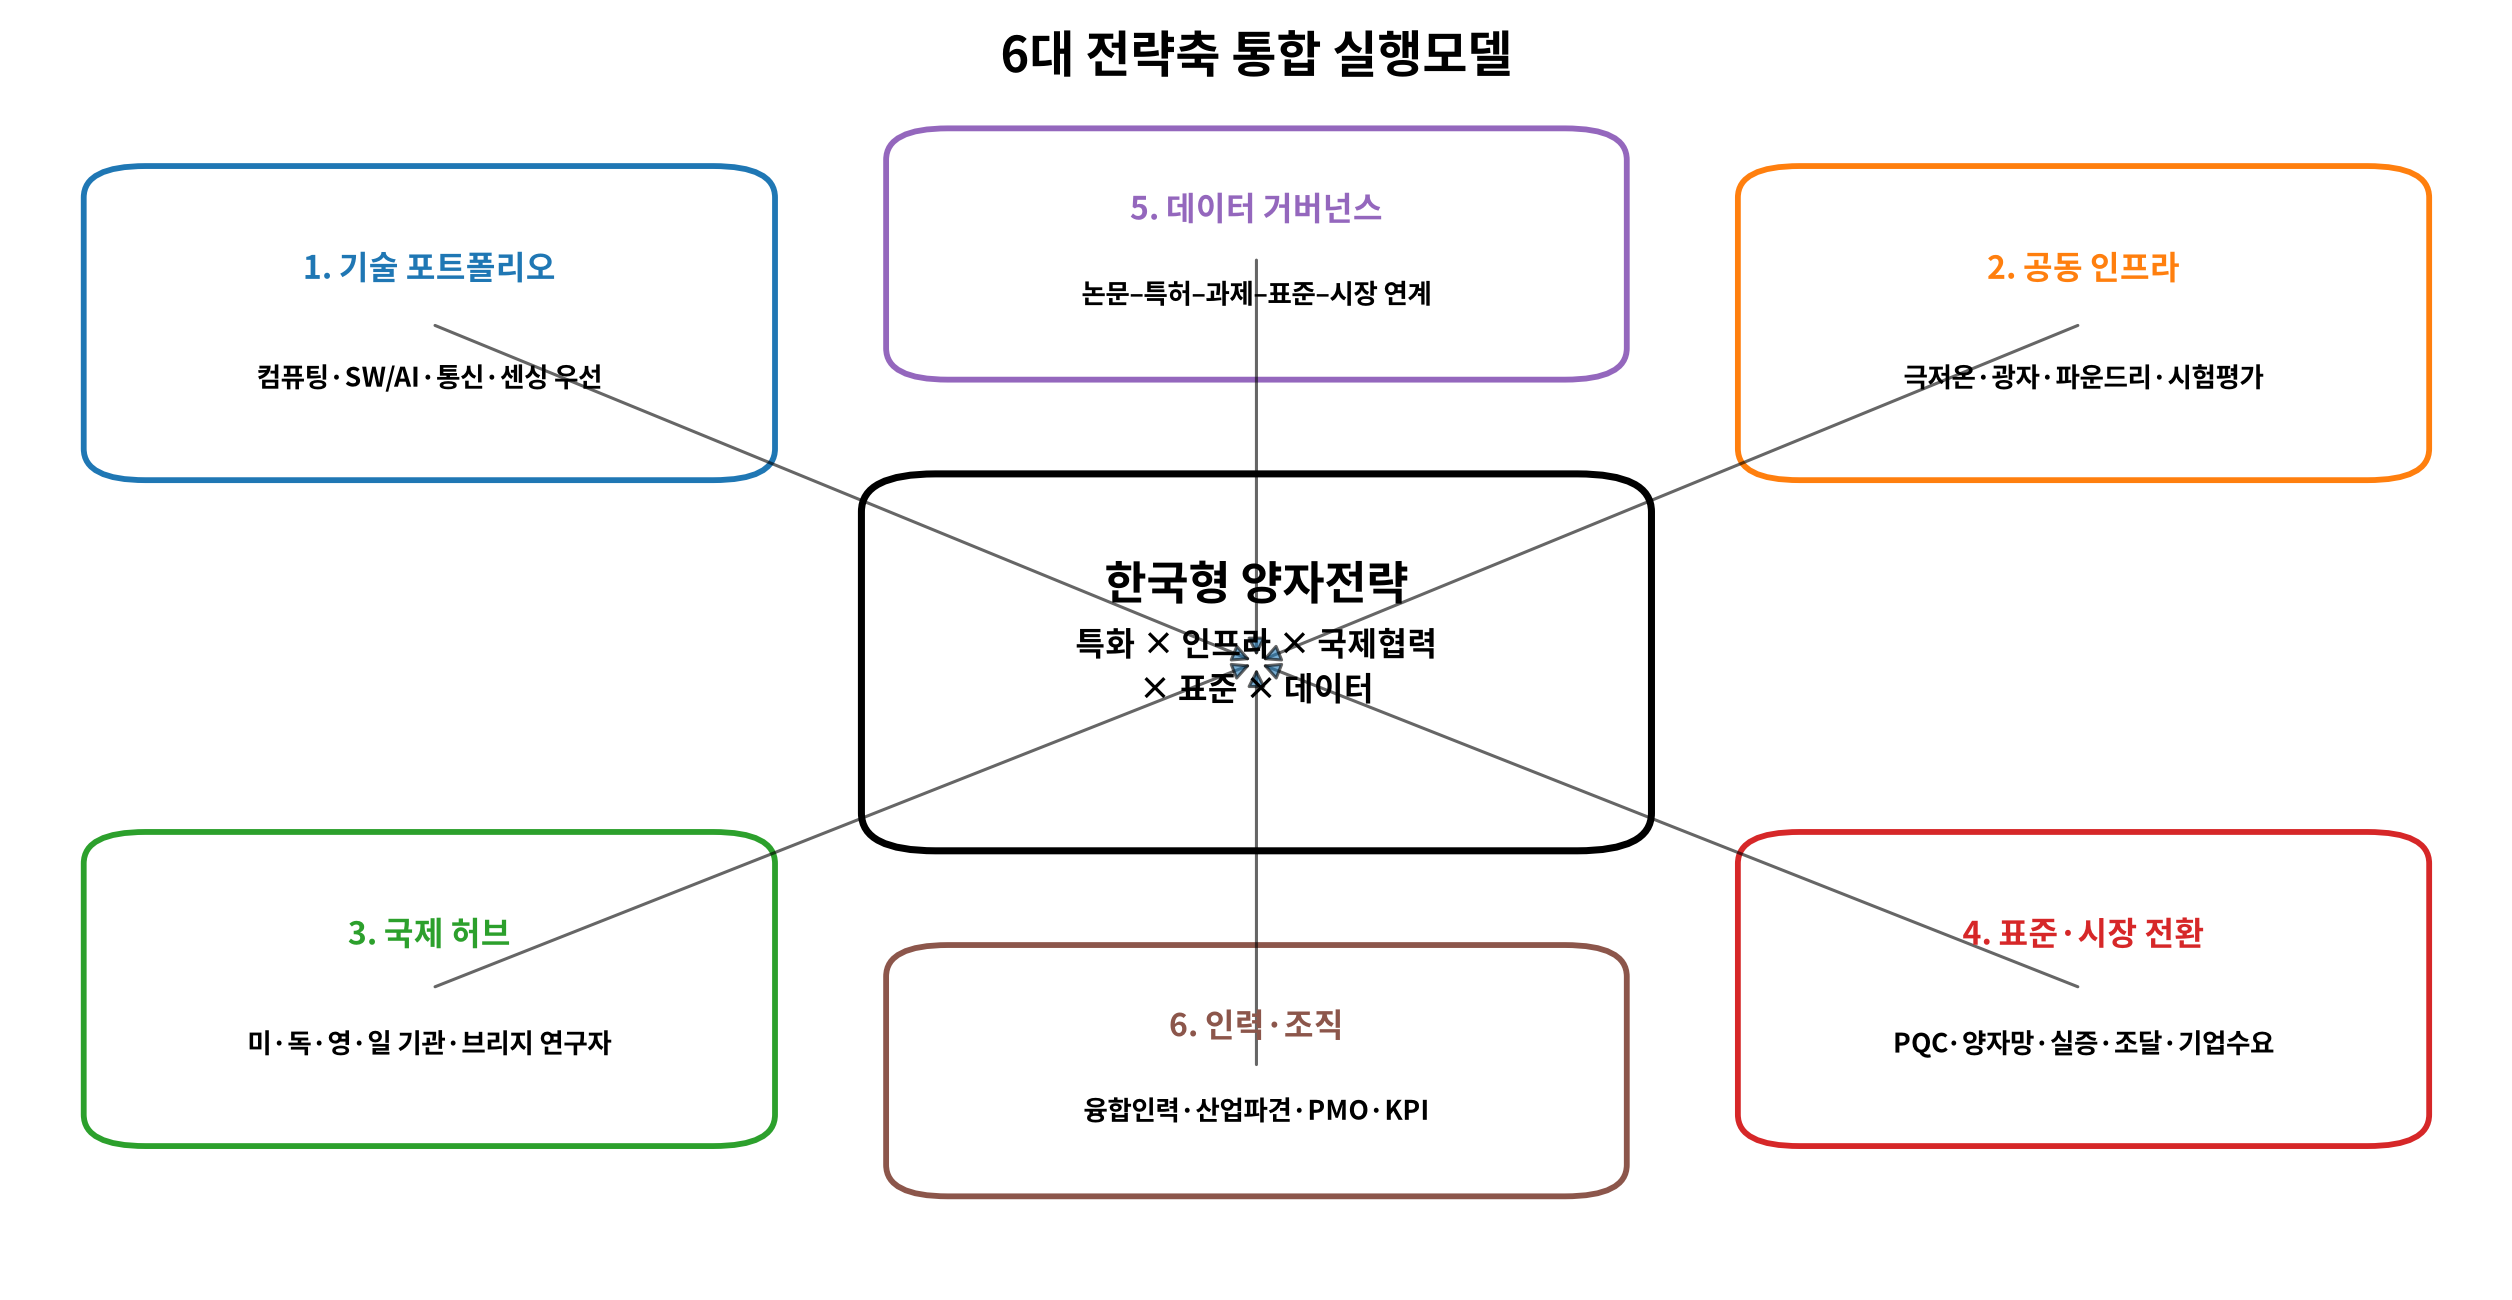 6대 전략축 통합 실행모델
5. 데이터 거버넌스
논문–특허–과제–표준–시장 연계
1. 기술 포트폴리오
컴퓨팅·SW/AI·통신·센싱 우선
2. 공급망 인프라
극저온·광자·파운드리·시험평가
한국형 양자전략
특화 × 인프라 × 국제협력
× 표준 × 데이터
3. 국제 허브
미·독·영·일 기관·브리지 연구자
4. 표준·시장 전환
PQC·양자보안·실증조달·기업수요
6. 인력·조직
융합인력·산업파견·PMO·KPI